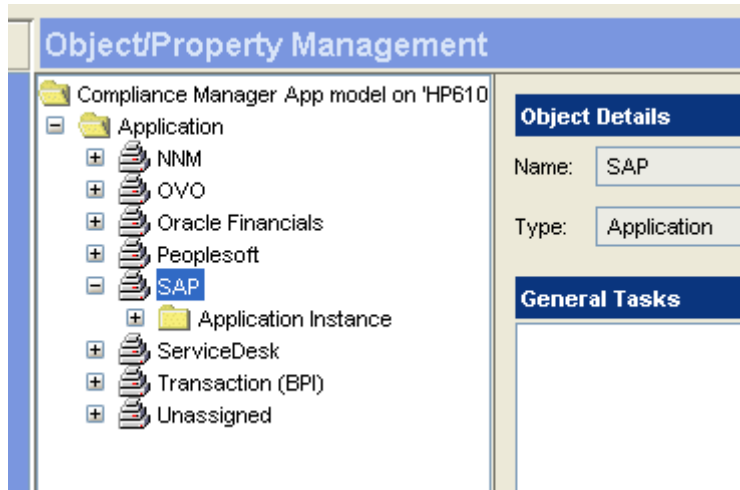 Object/Property Management
Compliance Manager App model on 'HP610
Application
NNM
OVO
Oracle Financials
Peoplesoft
SAP
Application Instance
ServiceDesk
Transaction (BPI)
Unassigned
Object Details
Name: SAP
Type: Application
General Tasks